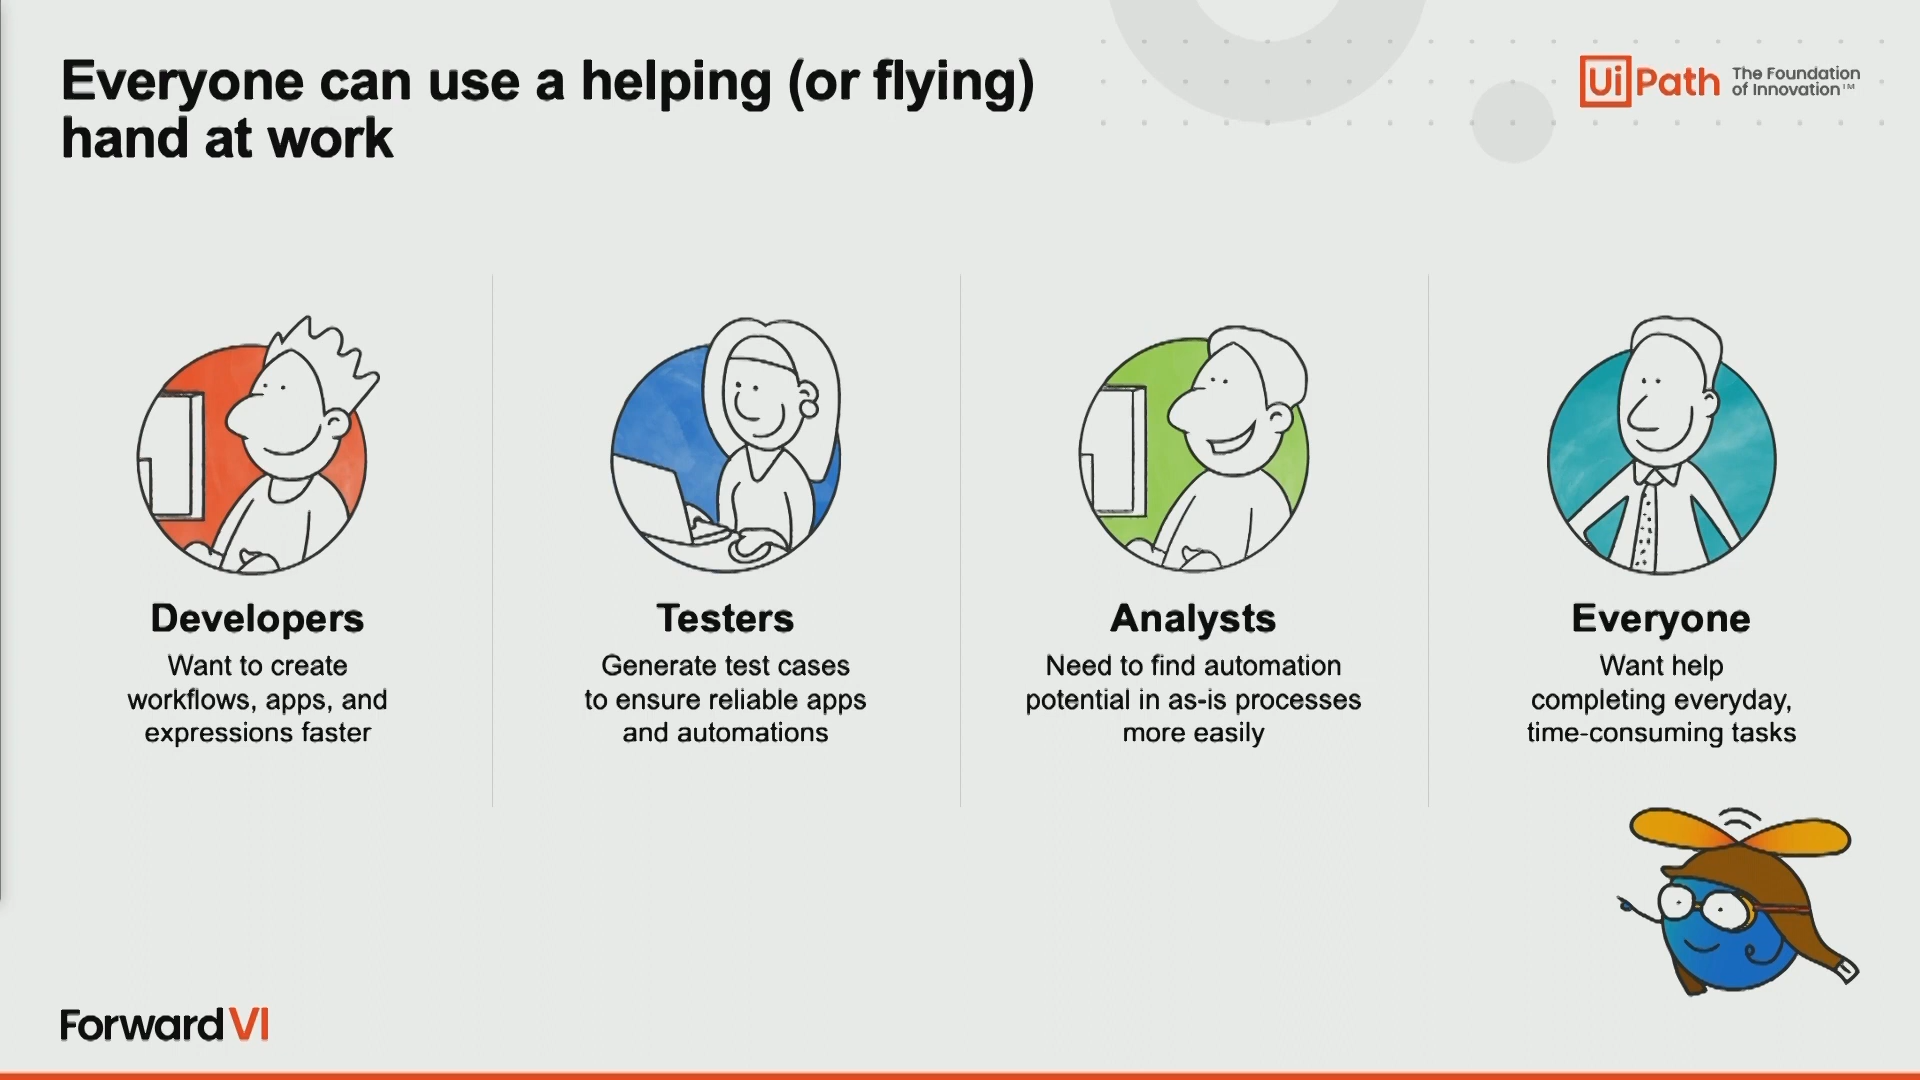 Everyone can use a helping (or flying)
hand at work
UiPath
The Foundation
of Innovation™
Developers
Want to create
workflows, apps, and
expressions faster
Testers
Generate test cases
to ensure reliable apps
and automations
Analysts
Need to find automation
potential in as-is processes
more easily
Everyone
Want help
completing everyday,
time-consuming tasks
Forward VI